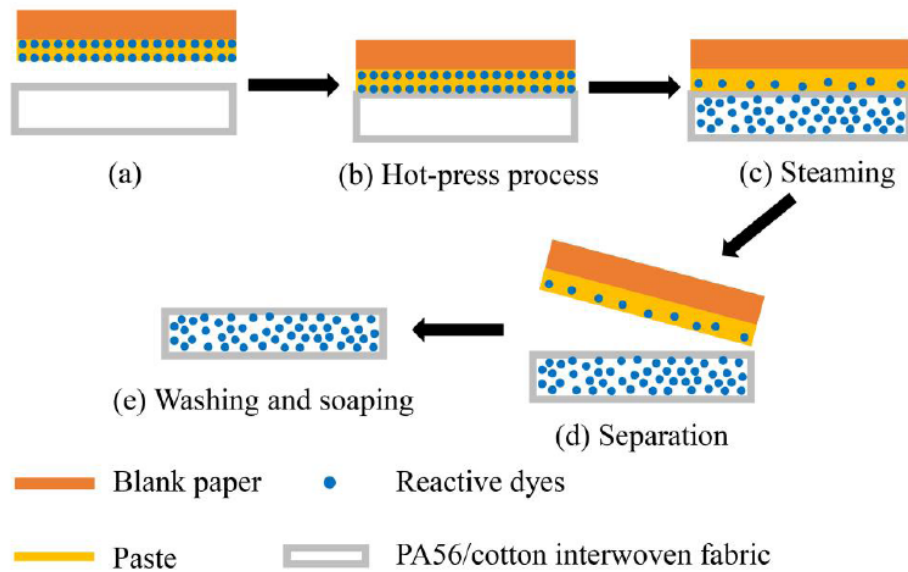 (a)
(b) Hot-press process
(c) Steaming
(e) Washing and soaping
(d) Separation
Blank paper
Reactive dyes
Paste
PA56/cotton interwoven fabric